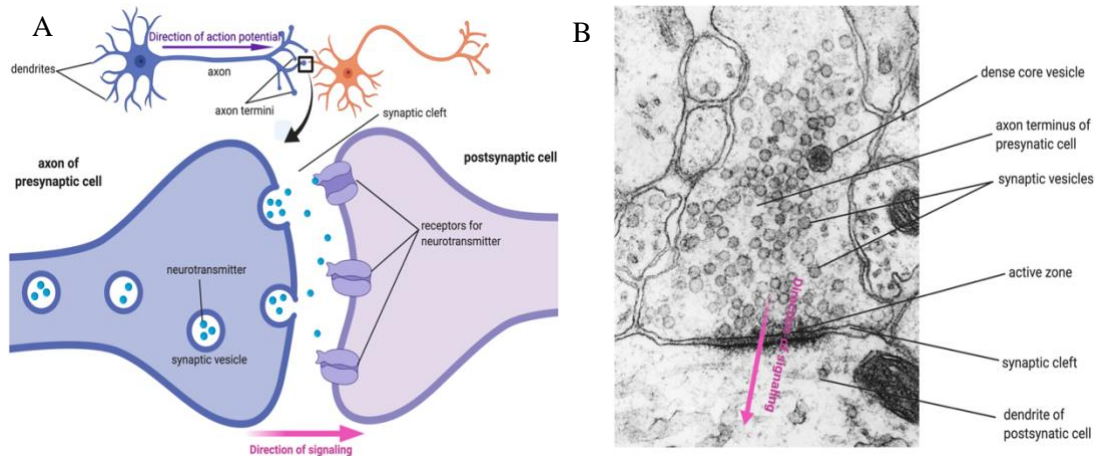 A
Direction of action potential
dendrites
axon
axon termini
synaptic cleft
axon of
presynaptic cell
postsynaptic cell
receptors for
neurotransmitter
neurotransmitter
synaptic vesicle
Direction of signaling
B
dense core vesicle
axon terminus of
presynatic cell
synaptic vesicles
active zone
Direction of signaling
synaptic cleft
dendrite of
postsynatic cell